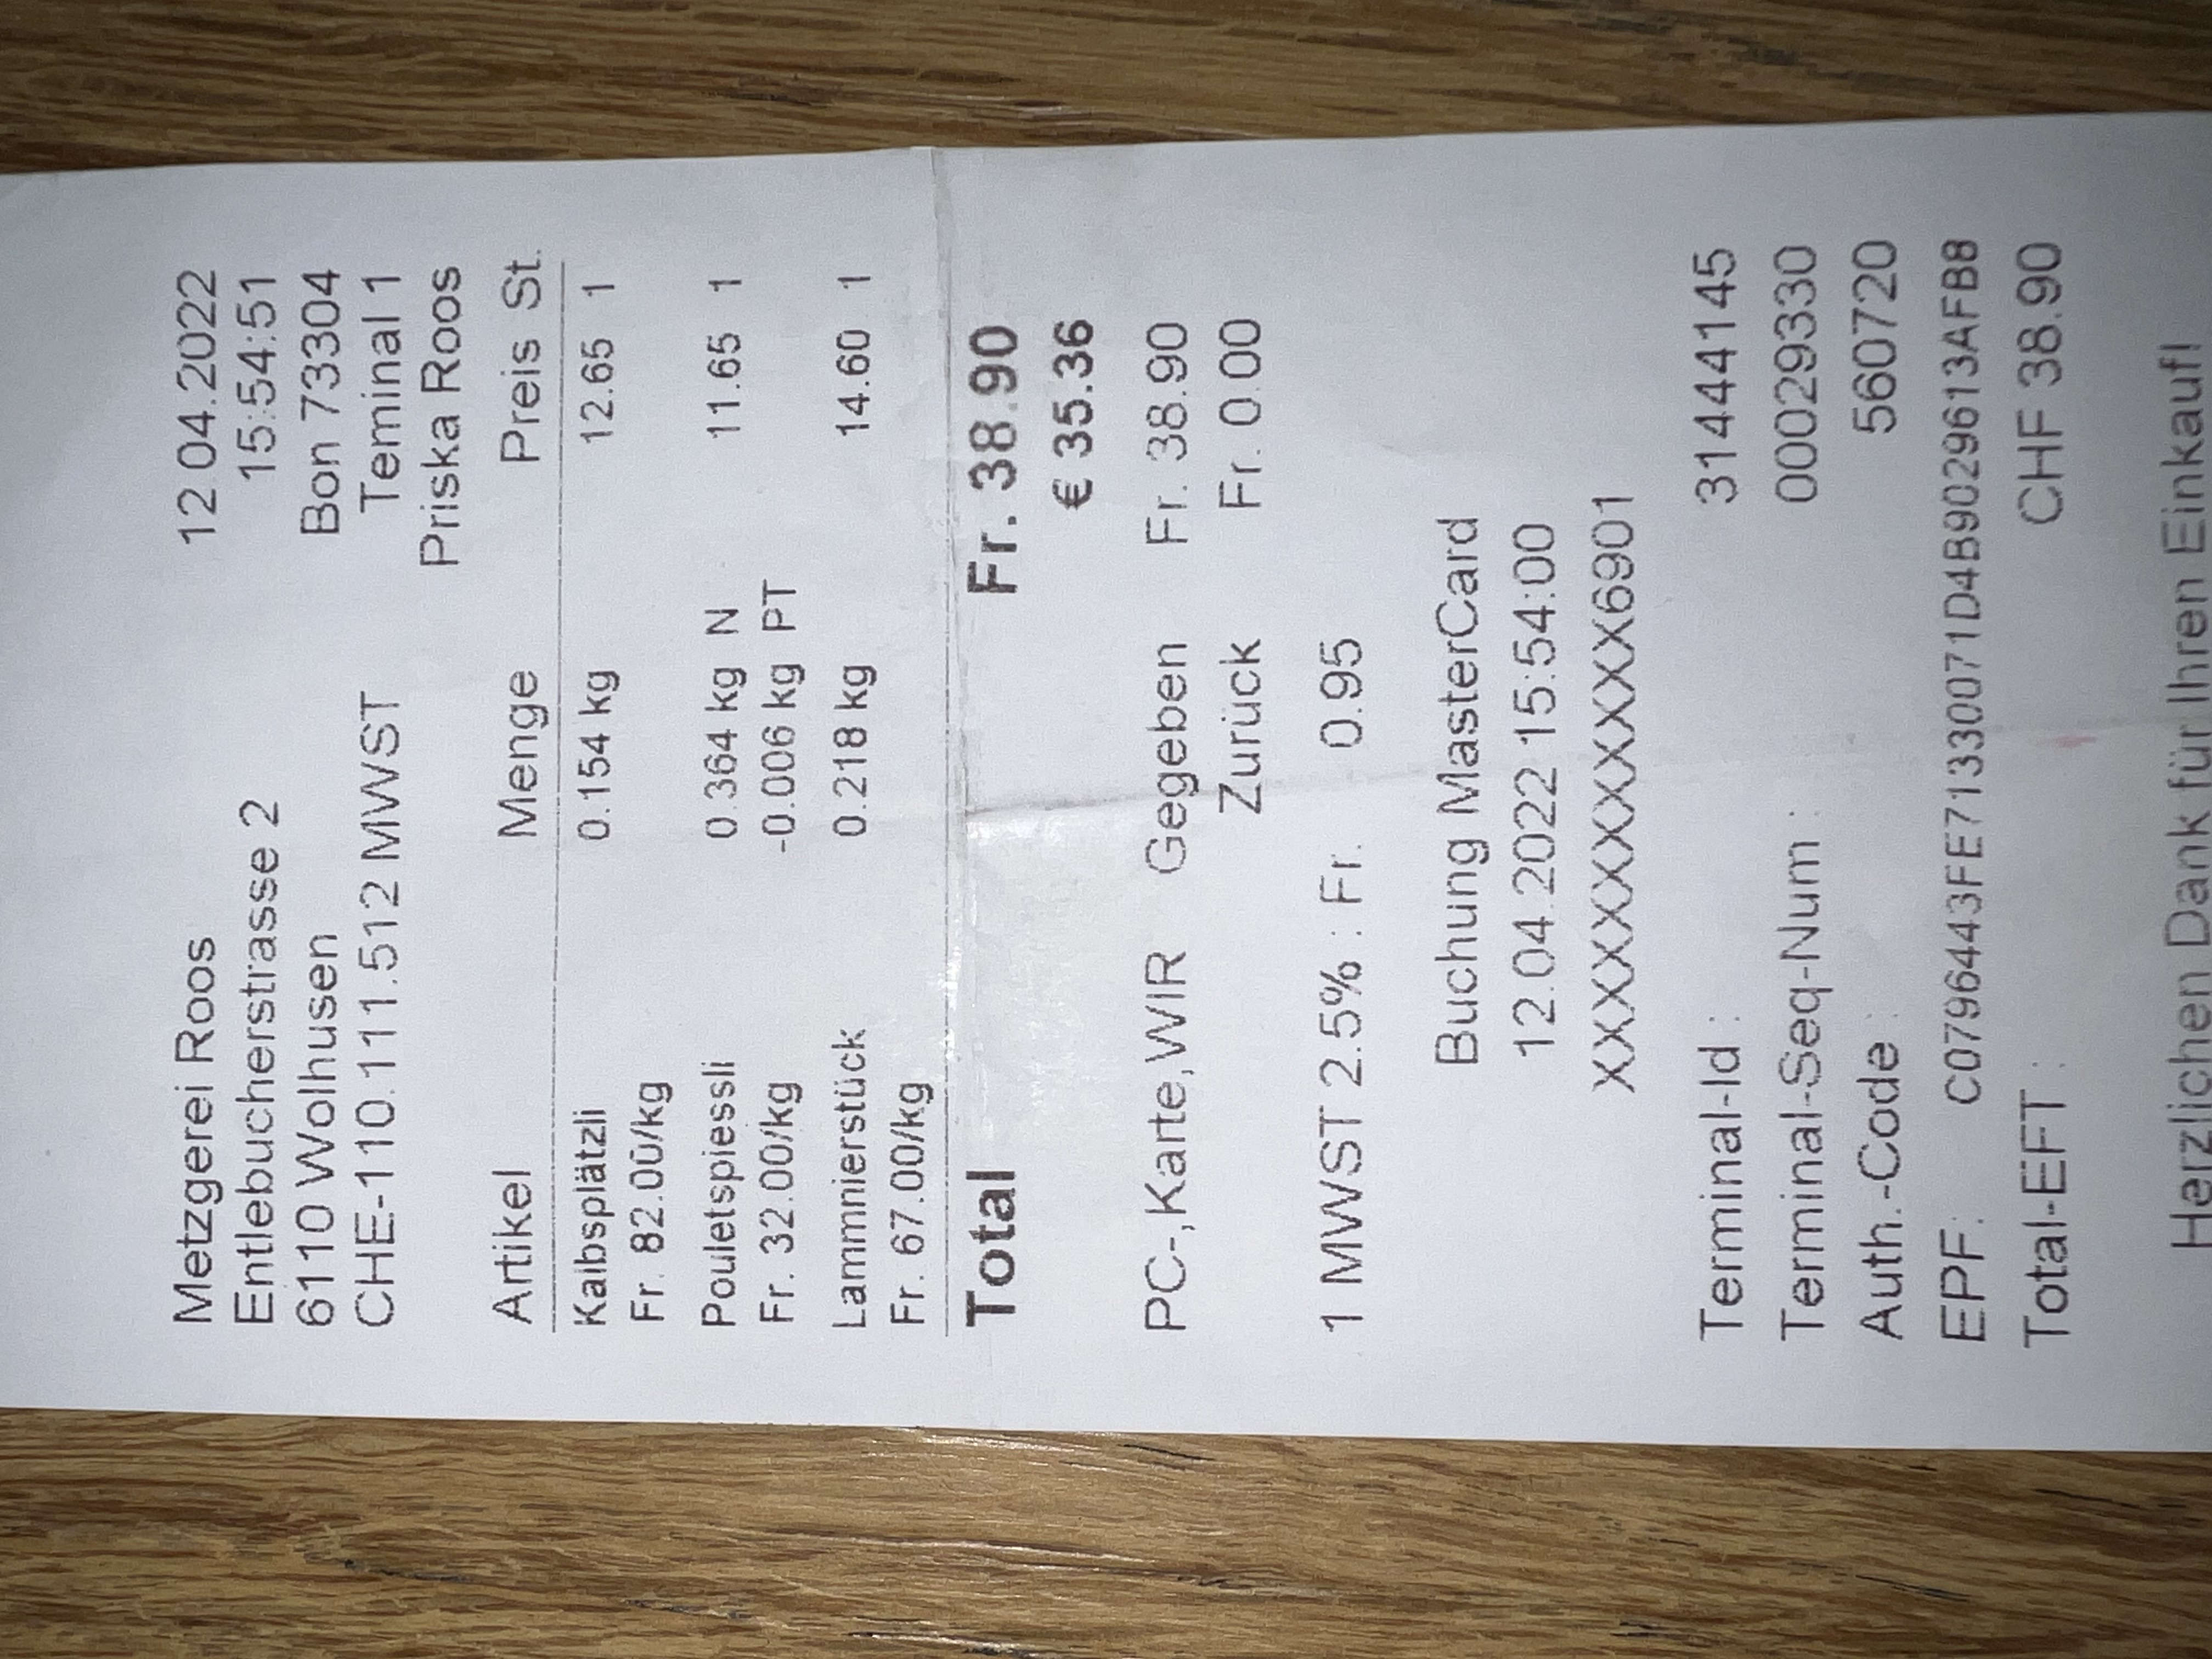 Metzgerei Roos 12.04.2022
Entlebucherstrasse 2 15:54:51
6110 Wolhusen Bon 73304
CHE-110.111.512 MWST Teminal 1
Priska Roos
Artikel Menge Preis St.
Kalbsplätzli 0.154 kg 12.65 1
Fr. 82.00/kg
Pouletspiessli 0.364 kg N 11.65 1
Fr. 32.00/kg -0.006 kg PT
Lammnierstück 0.218 kg 14.60 1
Fr. 67.00/kg
Total Fr. 38.90
€ 35.36
PC-,Karte,WIR Gegeben Fr. 38.90
Zurück Fr. 0.00
1 MWST 2.5% : Fr. 0.95
Buchung MasterCard
12.04.2022 15:54:00
XXXXXXXXXXXX6901
Terminal-Id : 31444145
Terminal-Seq-Num : 00029330
Auth.-Code : 560720
EPF: C0796443FE71330071D4B9029613AFB8
Total-EFT : CHF 38.90
Herzlichen Dank für Ihren Einkauf!